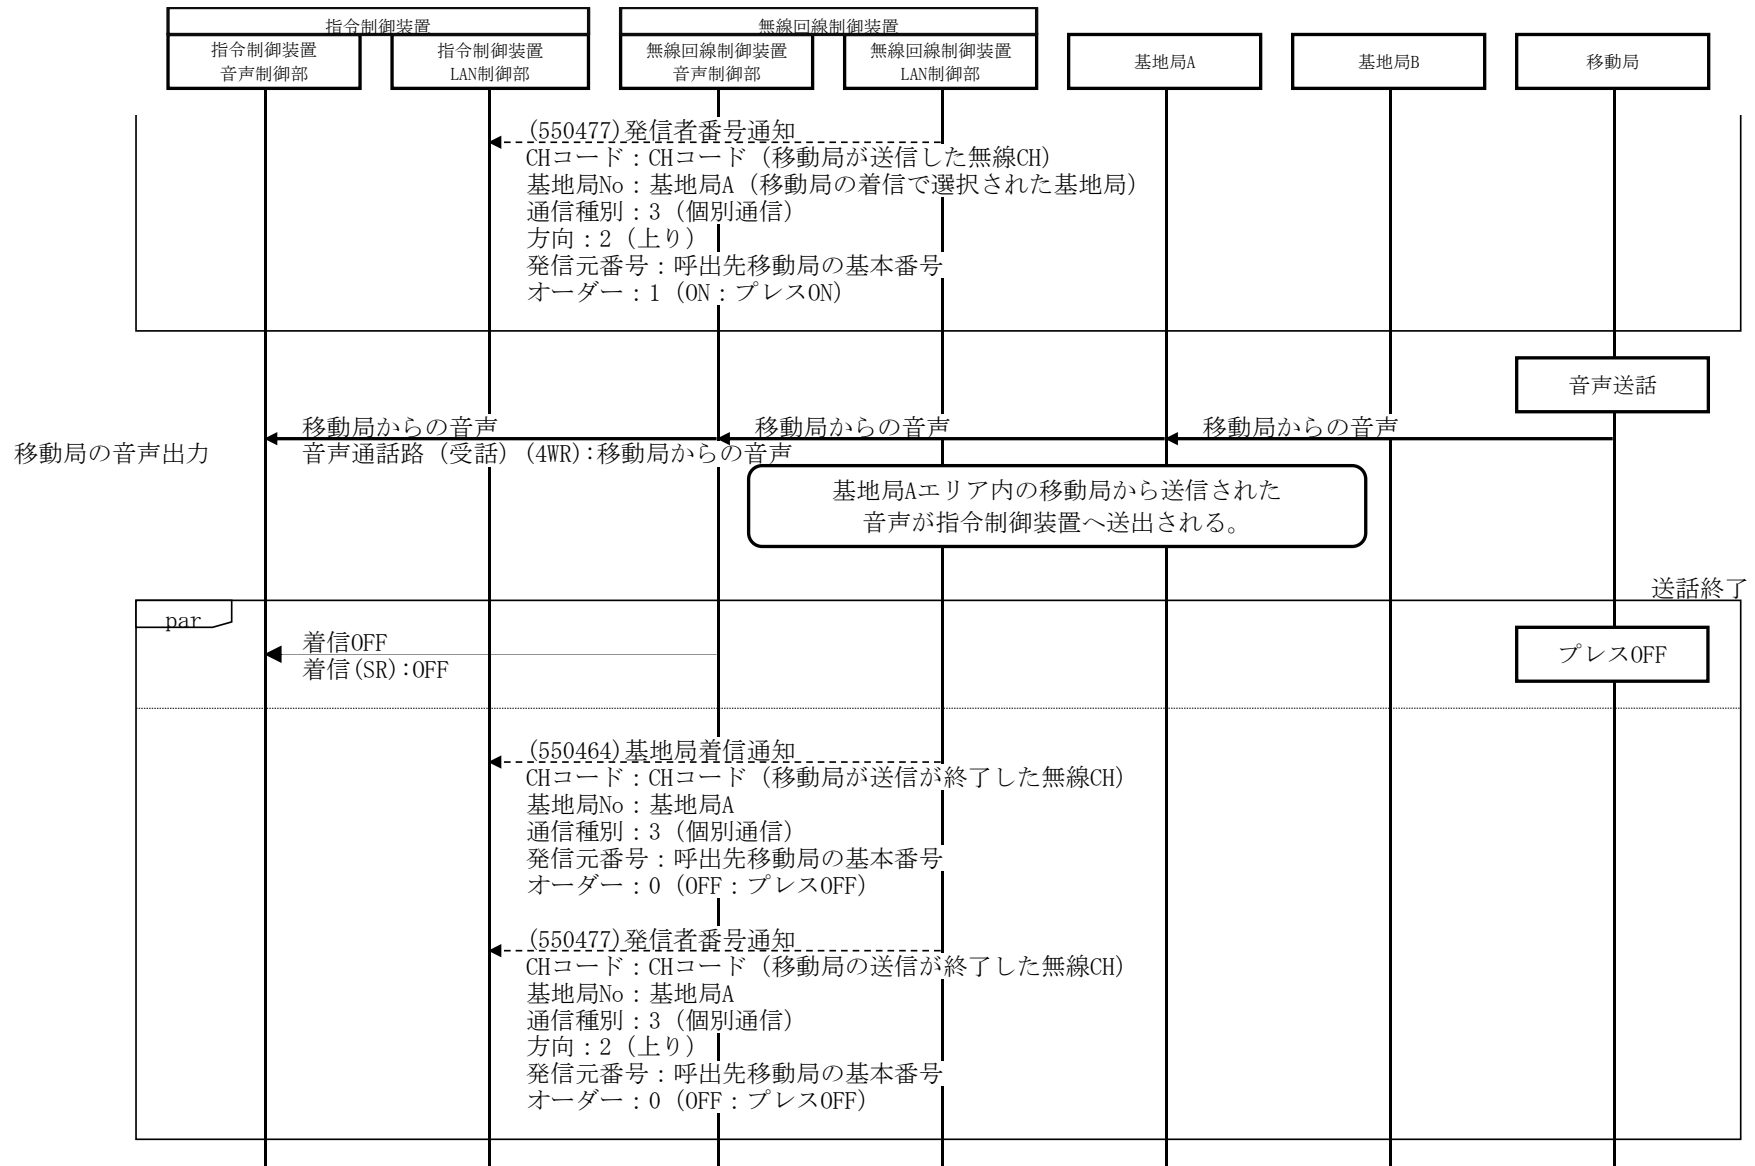 指令制御装置
無線回線制御装置
指令制御装置
音声制御部
指令制御装置
LAN制御部
無線回線制御装置
音声制御部
無線回線制御装置
LAN制御部
基地局A
基地局B
移動局
(550477)発信者番号通知
CHコード：CHコード（移動局が送信した無線CH）
基地局No：基地局A（移動局の着信で選択された基地局）
通信種別：3（個別通信）
方向：2（上り）
発信元番号：呼出先移動局の基本番号
オーダー：1（ON：プレスON）
音声送話
移動局からの音声
移動局からの音声
移動局からの音声
移動局の音声出力
音声通話路（受話）(4WR):移動局からの音声
基地局Aエリア内の移動局から送信された
音声が指令制御装置へ送出される。
送話終了
par
着信OFF
着信(SR):OFF
プレスOFF
(550464)基地局着信通知
CHコード：CHコード（移動局が送信が終了した無線CH）
基地局No：基地局A
通信種別：3（個別通信）
発信元番号：呼出先移動局の基本番号
オーダー：0（OFF：プレスOFF）
(550477)発信者番号通知
CHコード：CHコード（移動局の送信が終了した無線CH）
基地局No：基地局A
通信種別：3（個別通信）
方向：2（上り）
発信元番号：呼出先移動局の基本番号
オーダー：0（OFF：プレスOFF）